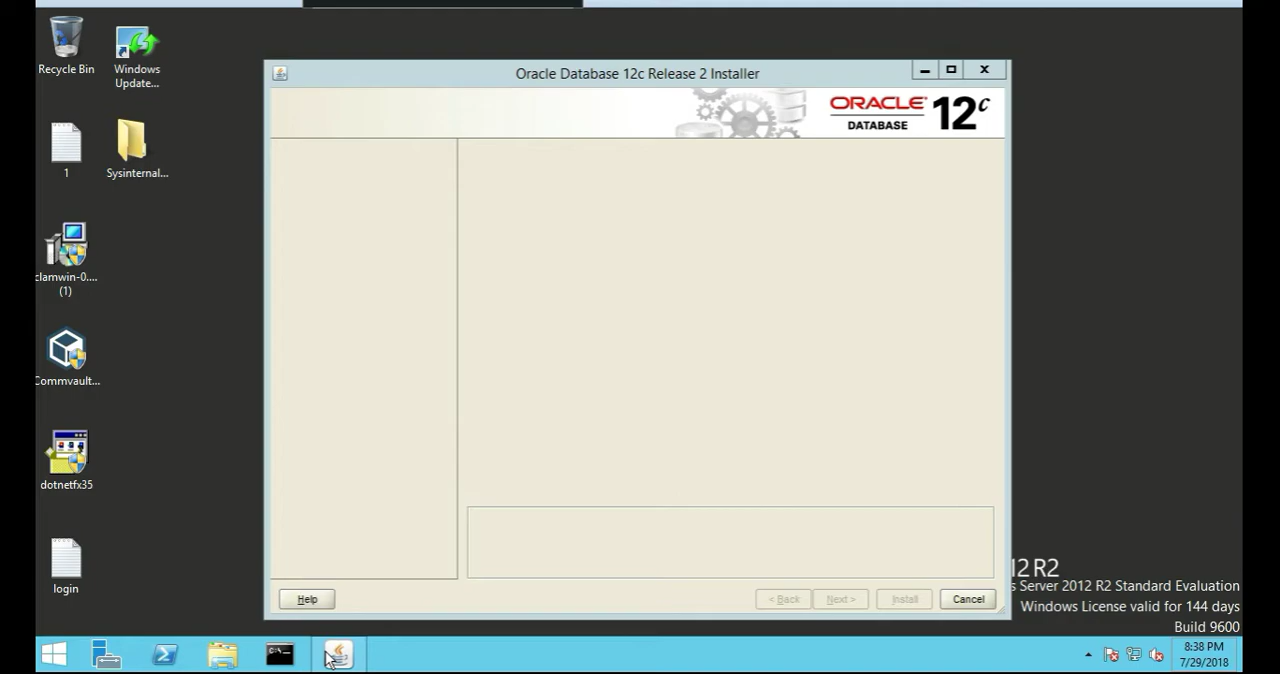 Recycle Bin
Windows
Update...
Oracle Database 12c Release 2 Installer
ORACLE
DATABASE
12c
1
Sysinternal...
clamwin-0....
(1)
Commvault...
dotnetfx35
login
Help
< Back
Next >
Install
Cancel
12 R2
s Server 2012 R2 Standard Evaluation
Windows License valid for 144 days
Build 9600
C:\_
8:38 PM
7/29/2018